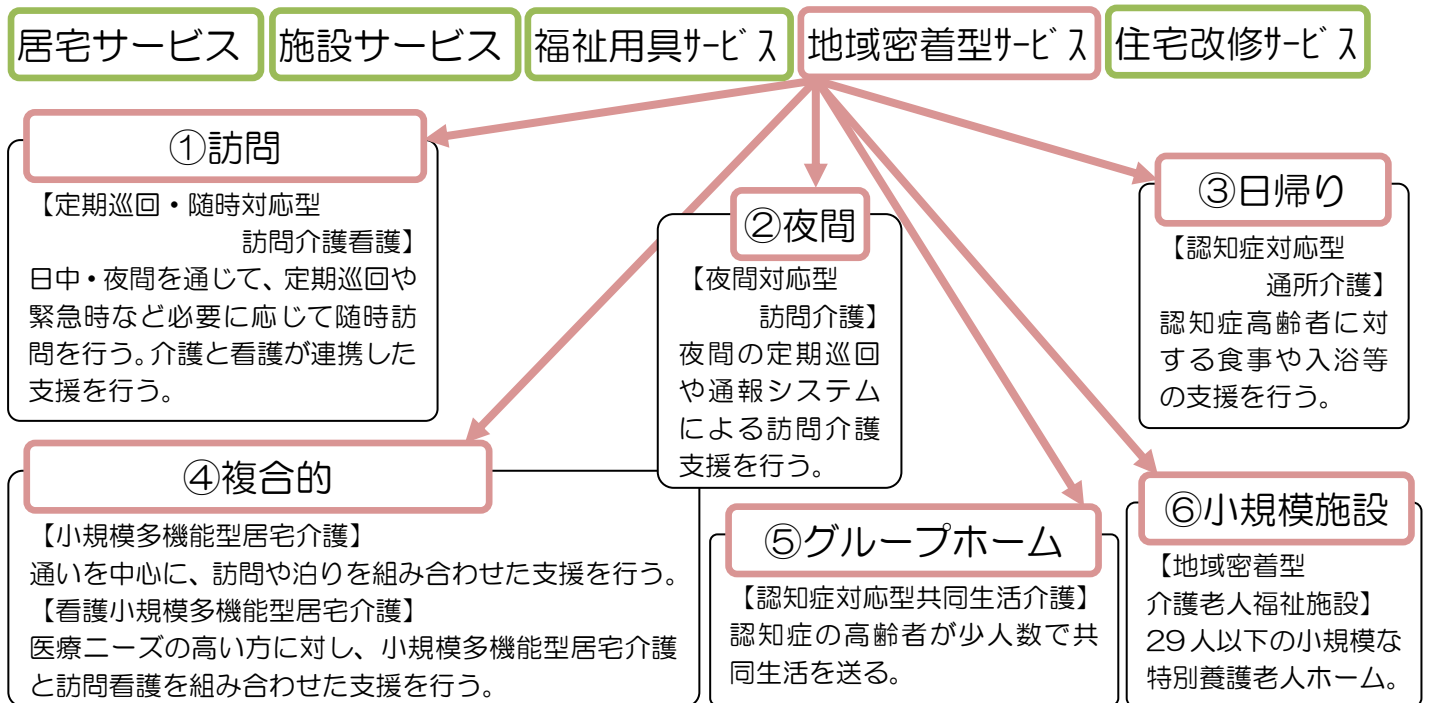 居宅サービス
施設サービス
福祉用具ｻｰﾋﾞｽ
地域密着型ｻｰﾋﾞｽ
住宅改修ｻｰﾋﾞｽ
①訪問
【定期巡回・随時対応型
訪問介護看護】
日中・夜間を通じて、定期巡回や
緊急時など必要に応じて随時訪
問を行う。介護と看護が連携した
支援を行う。
②夜間
【夜間対応型
訪問介護】
夜間の定期巡回
や通報システム
による訪問介護
支援を行う。
③日帰り
【認知症対応型
通所介護】
認知症高齢者に対
する食事や入浴等
の支援を行う。
④複合的
【小規模多機能型居宅介護】
通いを中心に、訪問や泊りを組み合わせた支援を行う。
【看護小規模多機能型居宅介護】
医療ニーズの高い方に対し、小規模多機能型居宅介護
と訪問看護を組み合わせた支援を行う。
⑤グループホーム
【認知症対応型共同生活介護】
認知症の高齢者が少人数で共
同生活を送る。
⑥小規模施設
【地域密着型
介護老人福祉施設】
29人以下の小規模な
特別養護老人ホーム。